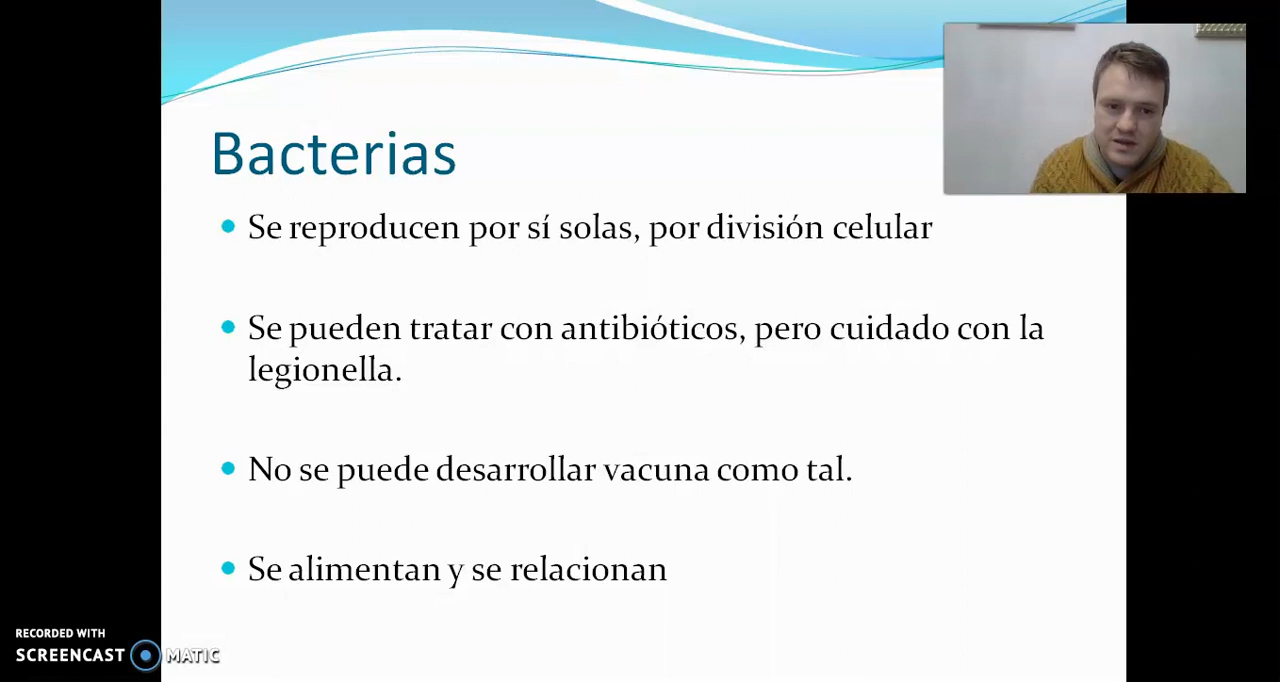 Bacterias
Se reproducen por sí solas, por división celular
Se pueden tratar con antibióticos, pero cuidado con la
legionella.
No se puede desarrollar vacuna como tal.
Se alimentan y se relacionan
RECORDED WITH
SCREENCAST MATIC